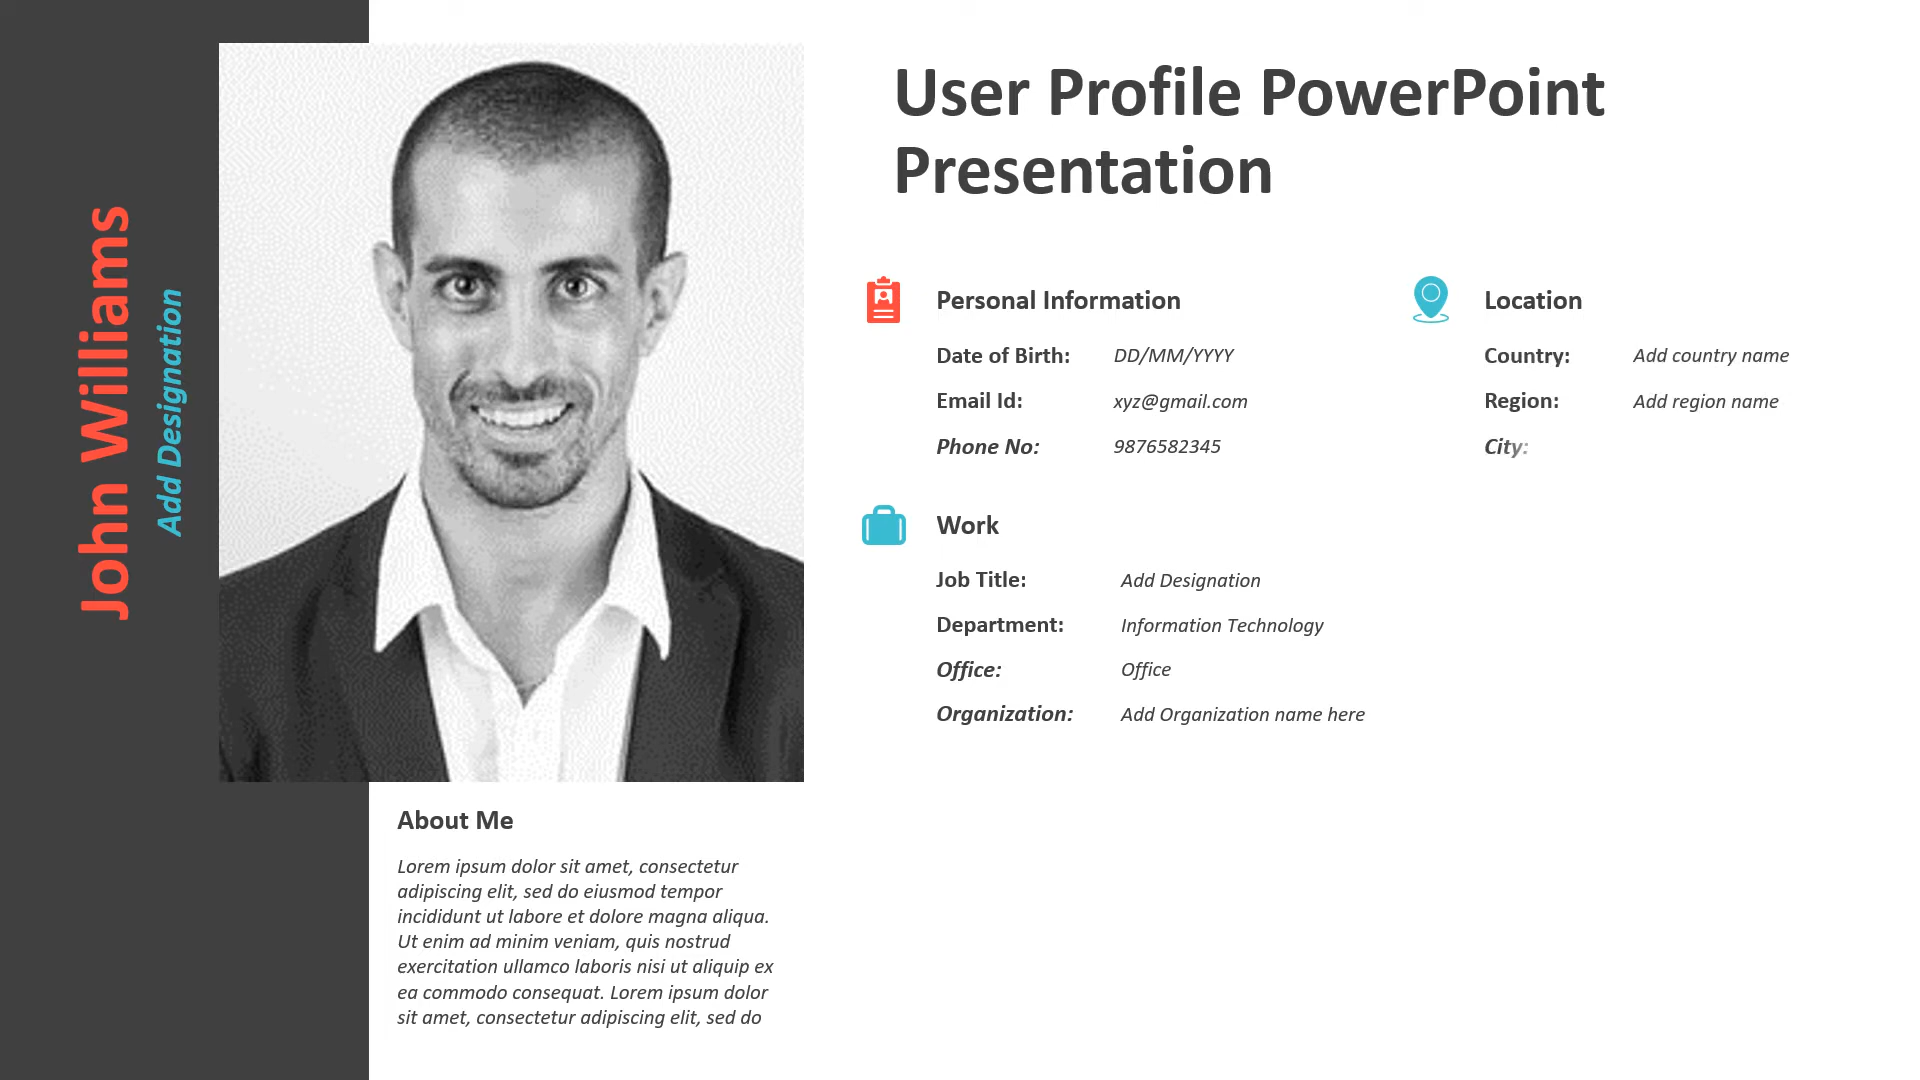 John Williams
Add Designation
User Profile PowerPoint
Presentation
Personal Information
Date of Birth: DD/MM/YYYY
Email Id: xyz@gmail.com
Phone No: 9876582345
Location
Country: Add country name
Region: Add region name
City:
Work
Job Title: Add Designation
Department: Information Technology
Office: Office
Organization: Add Organization name here
About Me
Lorem ipsum dolor sit amet, consectetur
adipiscing elit, sed do eiusmod tempor
incididunt ut labore et dolore magna aliqua.
Ut enim ad minim veniam, quis nostrud
exercitation ullamco laboris nisi ut aliquip ex
ea commodo consequat. Lorem ipsum dolor
sit amet, consectetur adipiscing elit, sed do